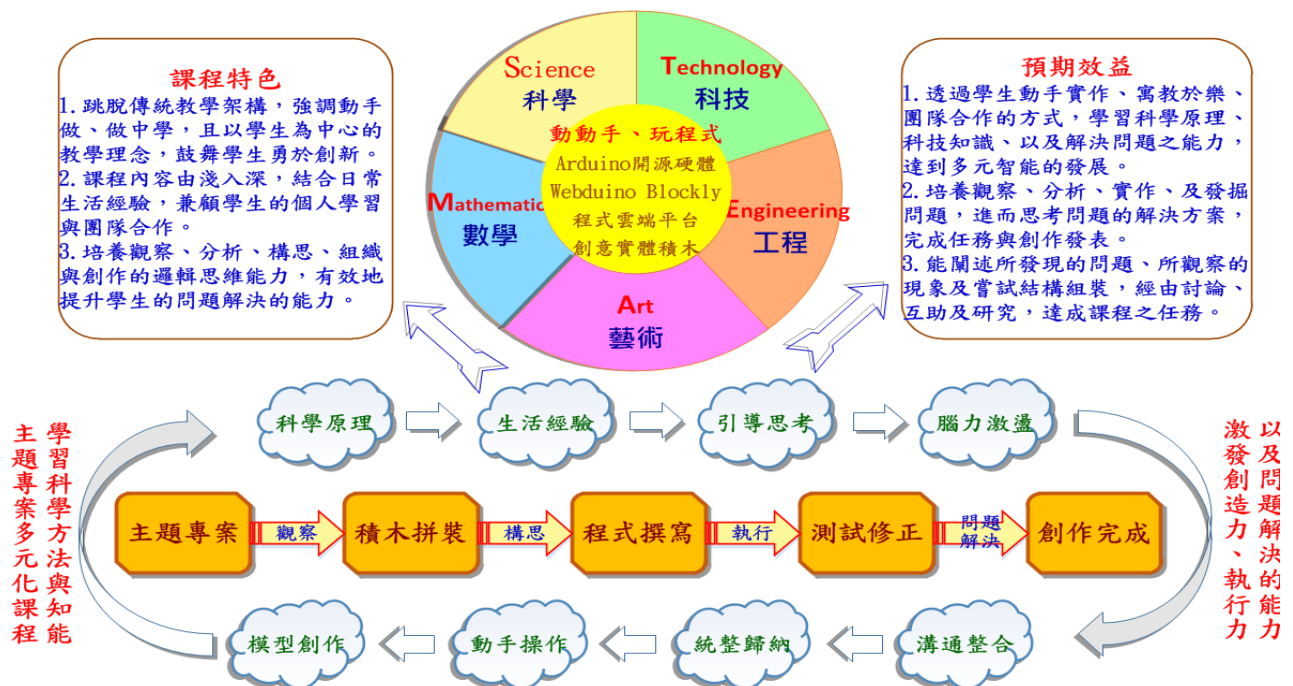 課程特色
1. 跳脫傳統教學架構，強調動手
做、做中學，且以學生為中心的
教學理念，鼓舞學生勇於創新。
2. 課程內容由淺入深，結合日常
生活經驗，兼顧學生的個人學習
與團隊合作。
3. 培養觀察、分析、構思、組織
與創作的邏輯思維能力，有效地
提升學生的問題解決的能力。
Science
科學
Technology
科技
Mathematic
數學
Engineering
工程
Art
藝術
動動手、玩程式
Arduino開源硬體
Webduino Blockly
程式雲端平台
創意實體積木
預期效益
1. 透過學生動手實作、寓教於樂、
團隊合作的方式，學習科學原理、
科技知識、以及解決問題之能力，
達到多元智能的發展。
2. 培養觀察、分析、實作、及發掘
問題，進而思考問題的解決方案，
完成任務與創作發表。
3. 能闡述所發現的問題、所觀察的
現象及嘗試結構組裝，經由討論、
互助及研究，達成課程之任務。
學習科學方法與知能
主題專案多元化課程
科學原理
生活經驗
引導思考
腦力激盪
主題專案
觀察
積木拼裝
構思
程式撰寫
執行
測試修正
問題
解決
創作完成
模型創作
動手操作
統整歸納
溝通整合
以及問題解決的能力
激發創造力、執行力